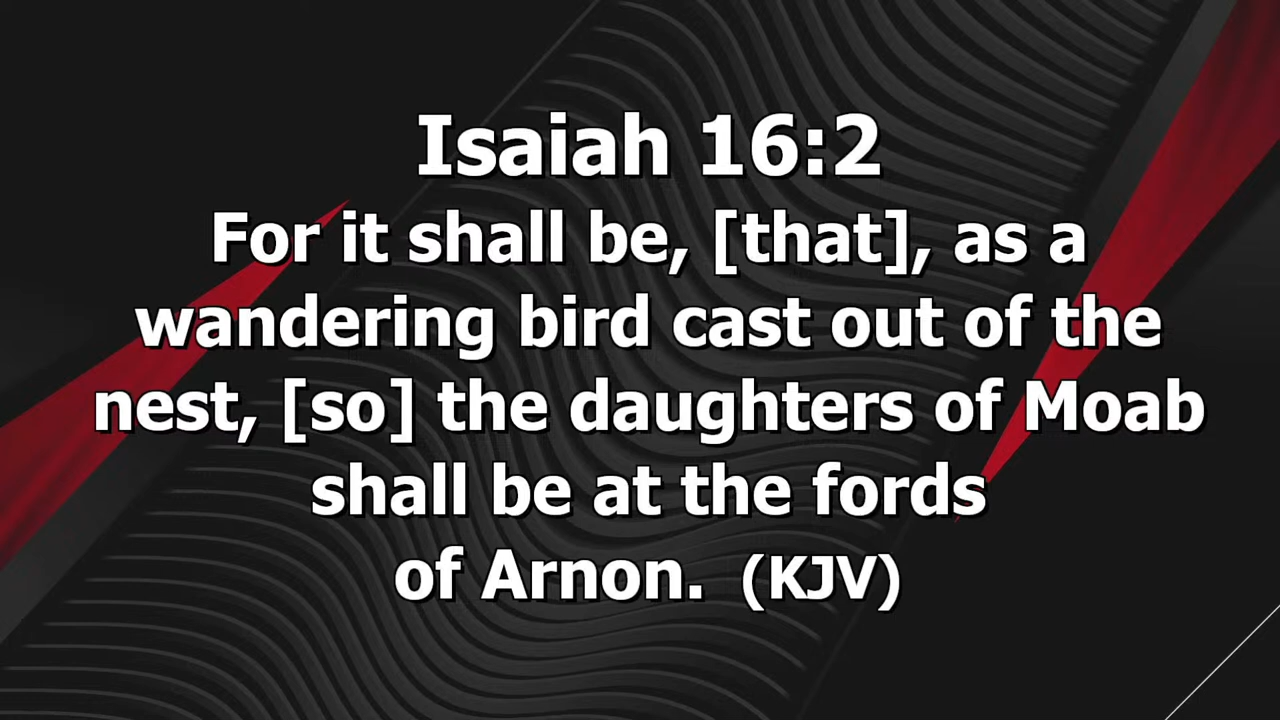 Isaiah 16:2
For it shall be, [that], as a
wandering bird cast out of the
nest, [so] the daughters of Moab
shall be at the fords
of Arnon. (KJV)